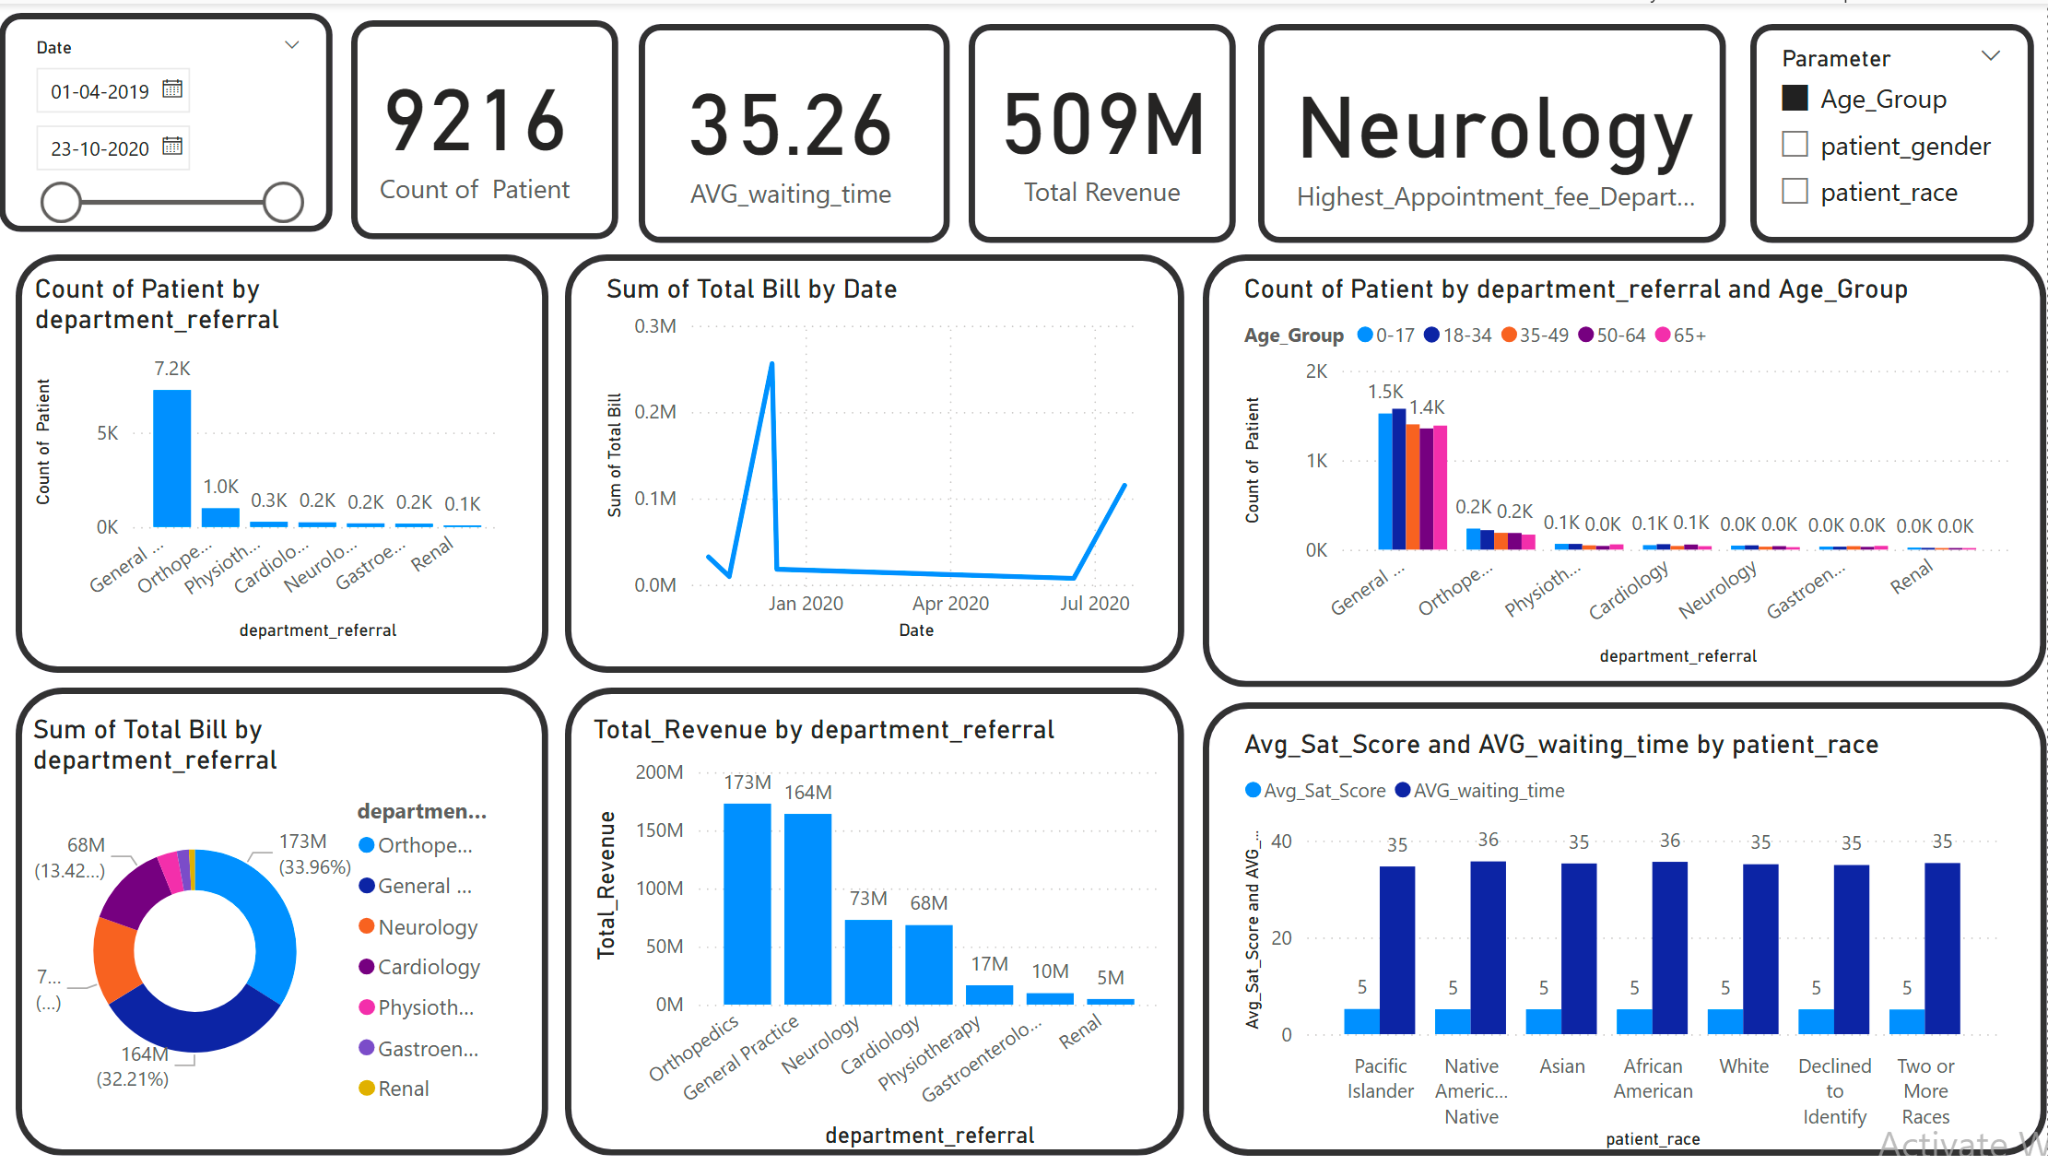 Date
01-04-2019
23-10-2020
9216
Count of Patient
35.26
AVG_waiting_time
509M
Total Revenue
Neurology
Highest_Appointment_fee_Depart...
Parameter
Age_Group
patient_gender
patient_race
Count of Patient by
department_referral
Count of Patient
5K
0K
7.2K
1.0K
0.3K
0.2K
0.2K
0.2K
0.1K
General ...
Orthope...
Physioth...
Cardiolo...
Neurolo...
Gastroe...
Renal
department_referral
Sum of Total Bill by Date
Sum of Total Bill
0.3M
0.2M
0.1M
0.0M
Jan 2020
Apr 2020
Jul 2020
Date
Count of Patient by department_referral and Age_Group
Age_Group 0-17 18-34 35-49 50-64 65+
Count of Patient
2K
1K
0K
1.5K
1.4K
0.2K 0.2K
0.1K 0.0K
0.1K 0.1K
0.0K 0.0K
0.0K 0.0K
0.0K 0.0K
General ...
Orthope...
Physioth...
Cardiology
Neurology
Gastroen...
Renal
department_referral
Sum of Total Bill by
department_referral
173M
(33.96%)
164M
(32.21%)
7...
(...)
68M
(13.42...)
departmen...
Orthope...
General ...
Neurology
Cardiology
Physioth...
Gastroen...
Renal
Total_Revenue by department_referral
Total_Revenue
200M
150M
100M
50M
0M
173M
164M
73M
68M
17M
10M
5M
Orthopedics
General Practice
Neurology
Cardiology
Physiotherapy
Gastroenterolo...
Renal
department_referral
Avg_Sat_Score and AVG_waiting_time by patient_race
Avg_Sat_Score AVG_waiting_time
Avg_Sat_Score and AVG_...
40
20
0
5
35
5
36
5
35
5
36
5
35
5
35
5
35
Pacific
Islander
Native
Americ...
Native
Asian
African
American
White
Declined
to
Identify
Two or
More
Races
patient_race
Activate W